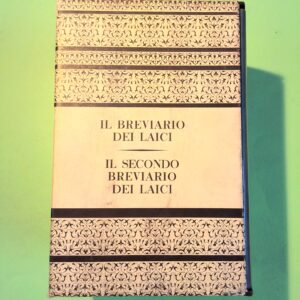 IL BREVIARIO
DEI LAICI
IL SECONDO
BREVIARIO
DEI LAICI